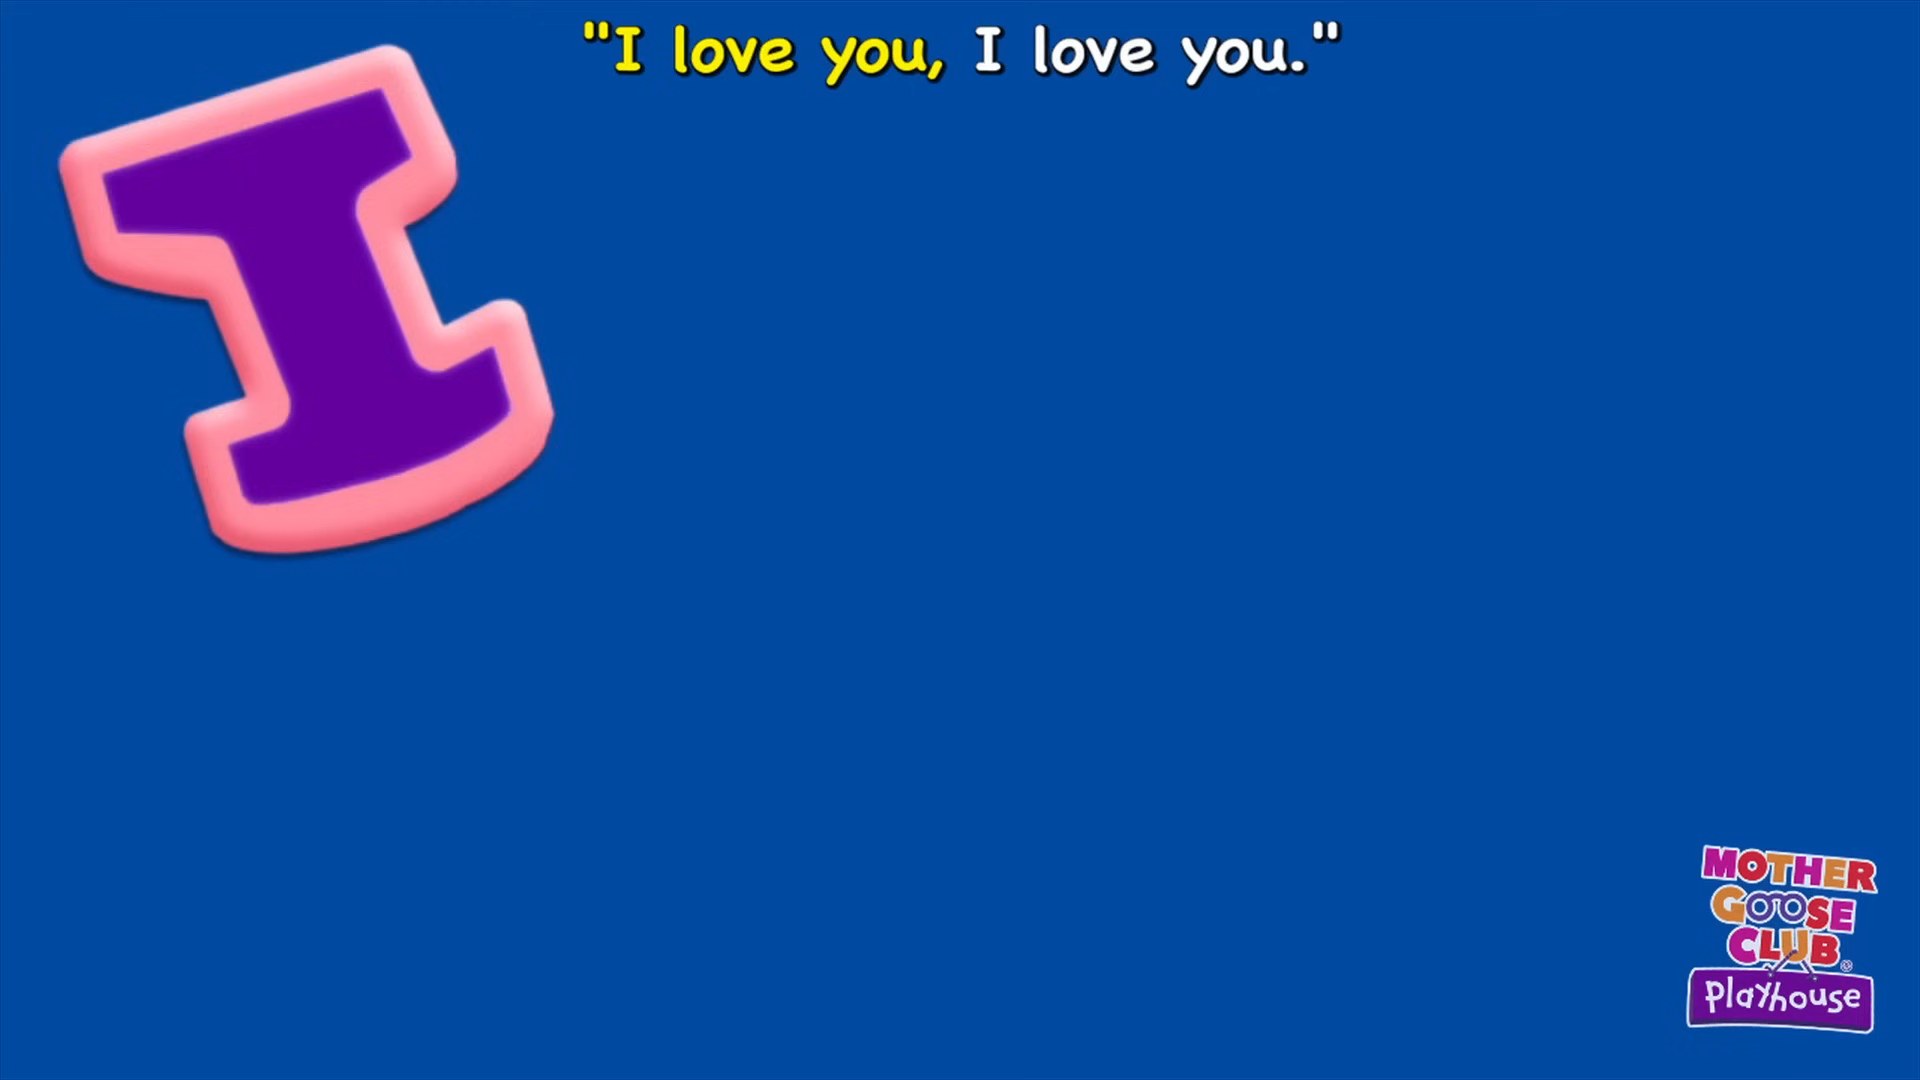 "I love you, I love you."
I
MOTHER
GOOSE
CLUB®
Playhouse